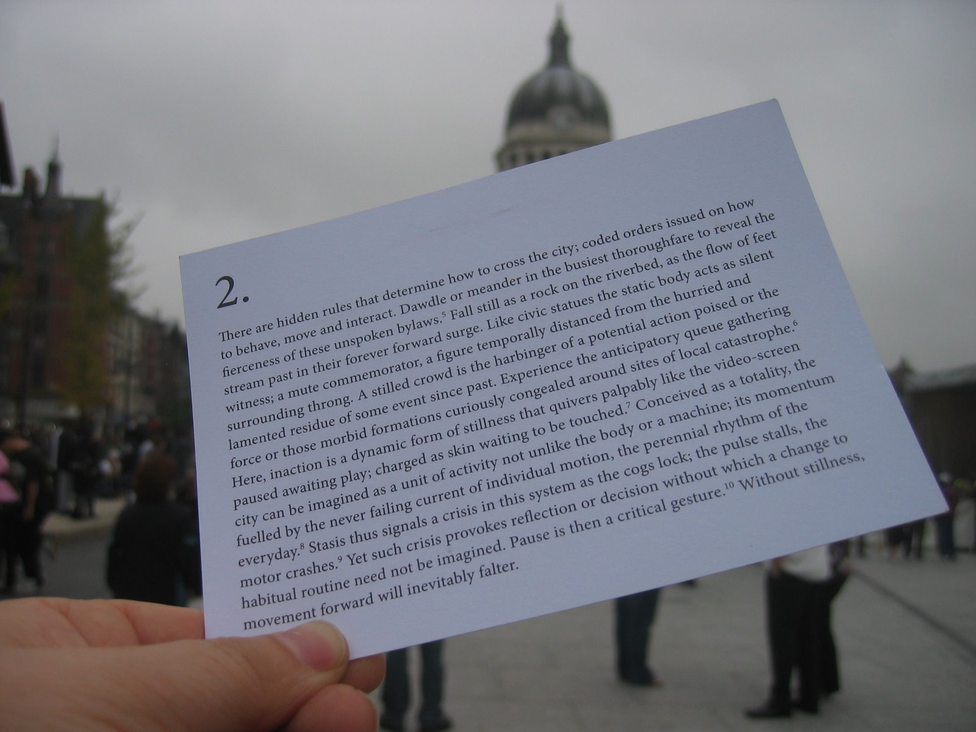 2.
There are hidden rules that determine how to cross the city; coded orders issued on how
to behave, move and interact. Dawdle or meander in the busiest thoroughfare to reveal the
fierceness of these unspoken bylaws.⁵ Fall still as a rock on the riverbed, as the flow of feet
stream past in their forever forward surge. Like civic statues the static body acts as silent
witness; a mute commemorator, a figure temporally distanced from the hurried and
surrounding throng. A stilled crowd is the harbinger of a potential action poised or the
lamented residue of some event since past. Experience the anticipatory queue gathering
force or those morbid formations curiously congealed around sites of local catastrophe.⁶
Here, inaction is a dynamic form of stillness that quivers palpably like the video-screen
paused awaiting play; charged as skin waiting to be touched.⁷ Conceived as a totality, the
city can be imagined as a unit of activity not unlike the body or a machine; its momentum
fuelled by the never failing current of individual motion, the perennial rhythm of the
everyday.⁸ Stasis thus signals a crisis in this system as the cogs lock; the pulse stalls, the
motor crashes.⁹ Yet such crisis provokes reflection or decision without which a change to
habitual routine need not be imagined. Pause is then a critical gesture.¹⁰ Without stillness,
movement forward will inevitably falter.